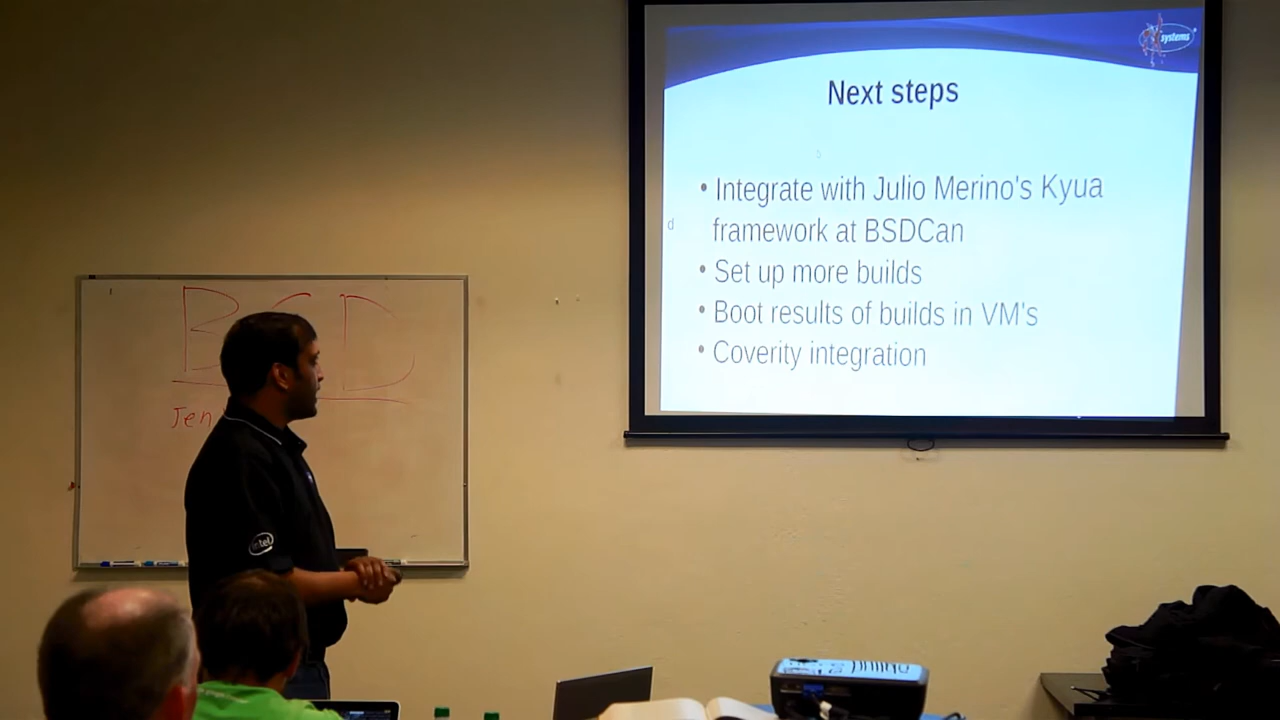 systems
Next steps
• Integrate with Julio Merino's Kyua
framework at BSDCan
• Set up more builds
• Boot results of builds in VM's
• Coverity integration
d
BSD
Jen
intel